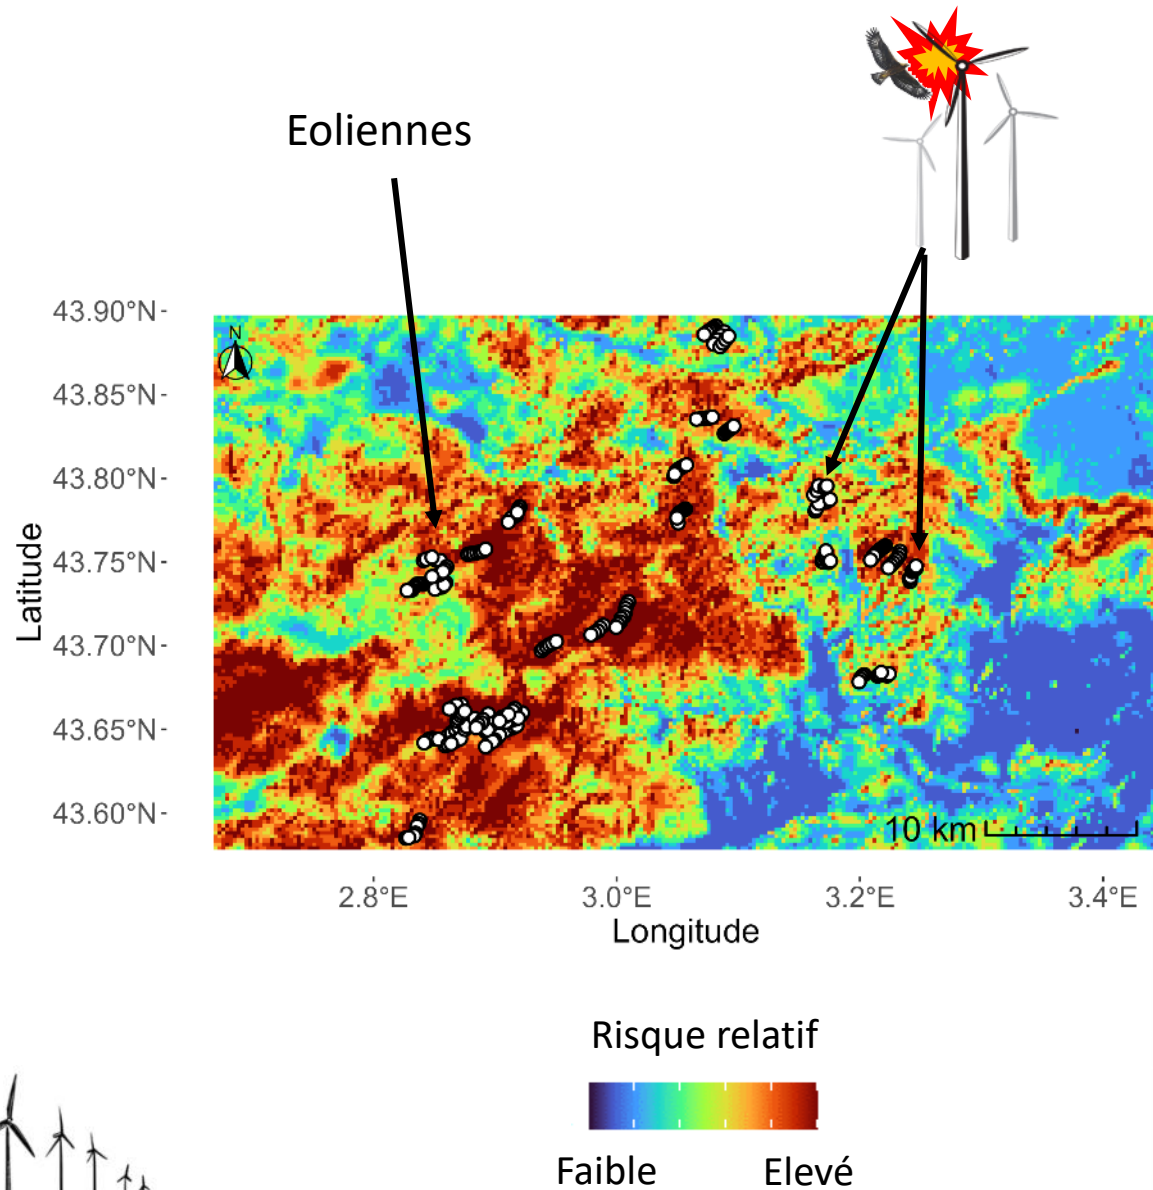 Eoliennes
43.90°N
43.85°N
43.80°N
43.75°N
43.70°N
43.65°N
43.60°N
Latitude
N
10 km
2.8°E 3.0°E 3.2°E 3.4°E
Longitude
Risque relatif
Faible Elevé